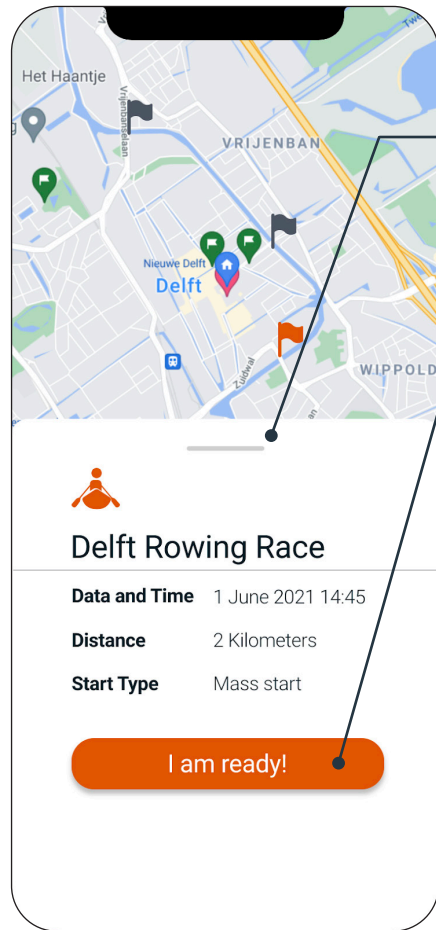 Twe
Het Haantje
Vrijenbanselaan
g
VRIJENBAN
Nieuwe Delft
Delft
Zuidwal
WIPPOLD
Delft Rowing Race
Data and Time 1 June 2021 14:45
Distance 2 Kilometers
Start Type Mass start
I am ready!